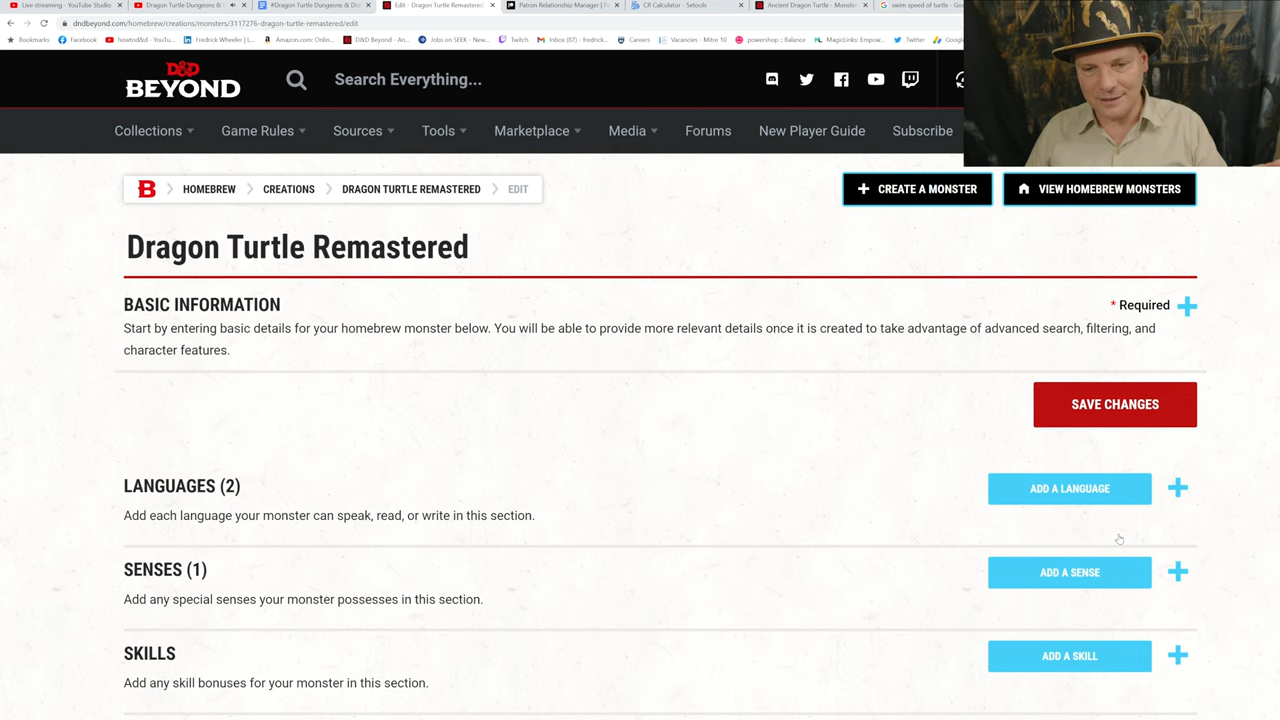 Live streaming - YouTube Studio
Dragon Turtle Dungeons &
#Dragon Turtle Dungeons & Dra
Edit - Dragon Turtle Remastered
Patron Relationship Manager | P
CR Calculator - 5etools
Ancient Dragon Turtle - Monster
swim speed of turtle - Goo
dndbeyond.com/homebrew/creations/monsters/3117276-dragon-turtle-remastered/edit
Bookmarks
Facebook
howtodd&d - YouTu...
Fredrick Wheeler | L...
Amazon.com: Onlin...
D&D Beyond - An...
Jobs on SEEK - New...
Twitch
Inbox (87) - fredrick...
Careers
Vacancies - Mitre 10
powershop :: Balance
MagicLinks: Empow...
Twitter
Google
D&D
BEYOND
Search Everything...
Collections
Game Rules
Sources
Tools
Marketplace
Media
Forums
New Player Guide
Subscribe
B
HOMEBREW
CREATIONS
DRAGON TURTLE REMASTERED
EDIT
CREATE A MONSTER
VIEW HOMEBREW MONSTERS
Dragon Turtle Remastered
BASIC INFORMATION
* Required
Start by entering basic details for your homebrew monster below. You will be able to provide more relevant details once it is created to take advantage of advanced search, filtering, and
character features.
SAVE CHANGES
LANGUAGES (2)
ADD A LANGUAGE
Add each language your monster can speak, read, or write in this section.
SENSES (1)
ADD A SENSE
Add any special senses your monster possesses in this section.
SKILLS
ADD A SKILL
Add any skill bonuses for your monster in this section.